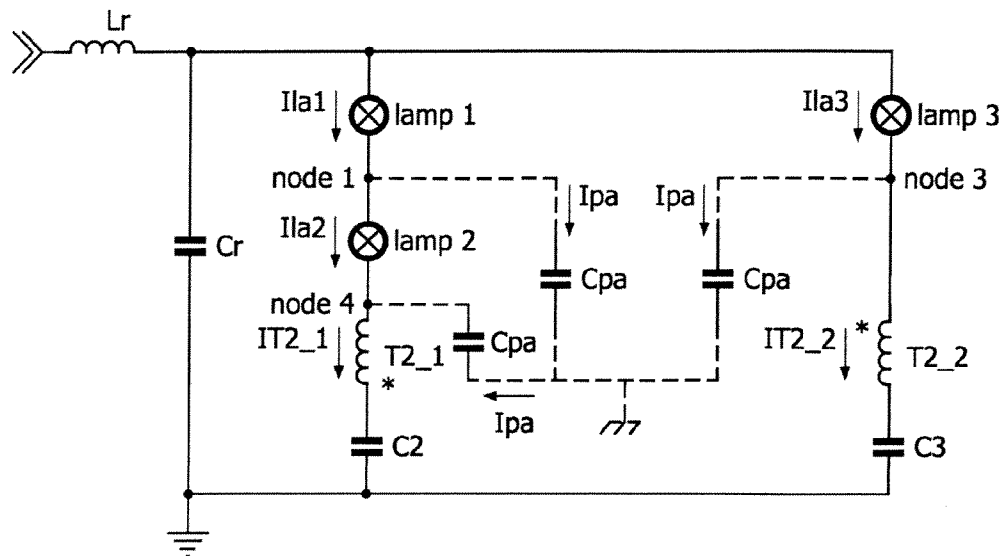 Lr
Ila1
lamp 1
Ila3
lamp 3
node 1
Ipa
Ipa
node 3
Ila2
lamp 2
Cr
Cpa
Cpa
node 4
IT2_1
T2_1
*
Cpa
IT2_2
*
T2_2
Ipa
C2
C3